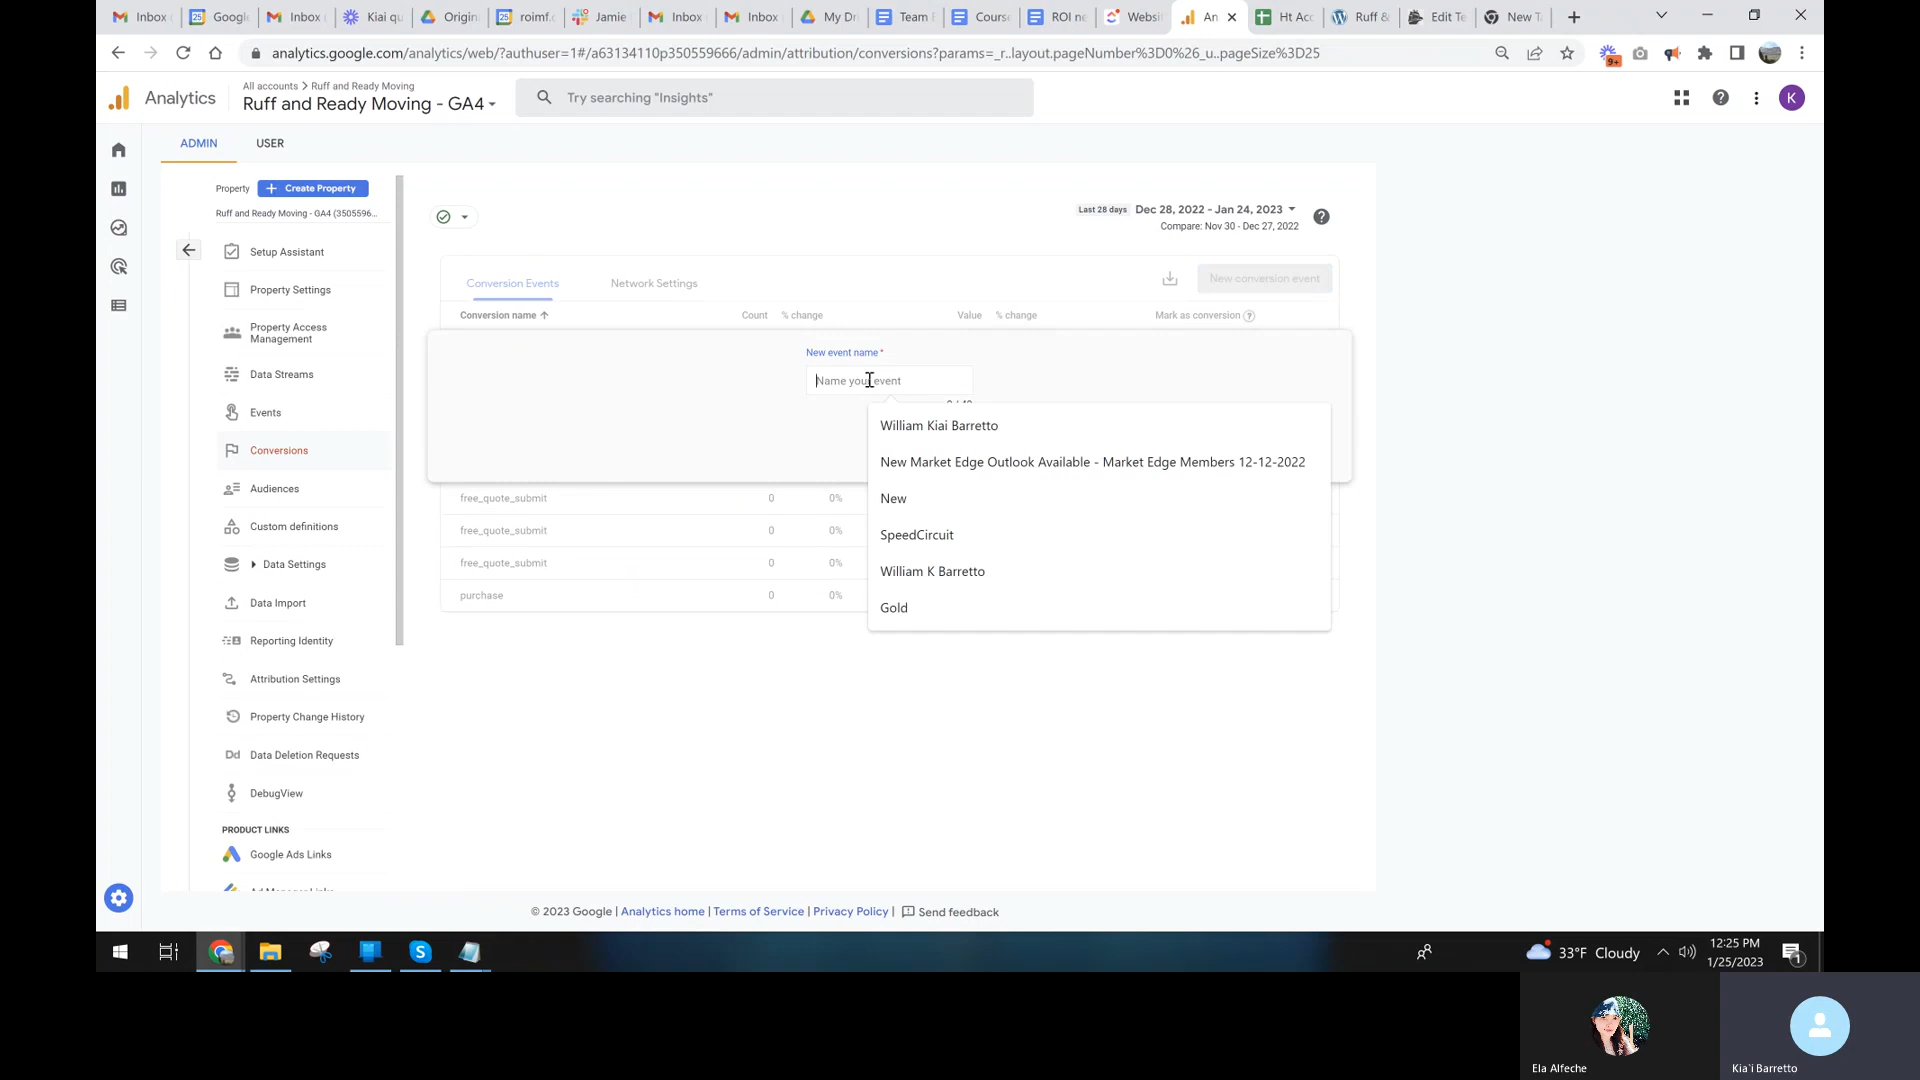 Inbox
Google
Inbox
Kiai qu
Origin
roimf.c
Jamie
Inbox
Inbox
My Dr
Team
Course
ROI ne
Websi
An
Ht Acc
Ruff &
Edit Te
New T
analytics.google.com/analytics/web/?authuser=1#/a63134110p350559666/admin/attribution/conversions?params=_r..layout.pageNumber%3D0%26_u..pageSize%3D25
9+
Analytics
All accounts > Ruff and Ready Moving
Ruff and Ready Moving - GA4
Try searching "Insights"
K
ADMIN
USER
Property
Create Property
Ruff and Ready Moving - GA4 (3505596...
Setup Assistant
Property Settings
Property Access
Management
Data Streams
Events
Conversions
Audiences
Custom definitions
Data Settings
Data Import
Reporting Identity
Attribution Settings
Property Change History
Dd Data Deletion Requests
DebugView
PRODUCT LINKS
Google Ads Links
Last 28 days Dec 28, 2022 - Jan 24, 2023
Compare: Nov 30 - Dec 27, 2022
Conversion Events
Network Settings
New conversion event
Conversion name Count % change Value % change Mark as conversion
New event name *
Name your event
William Kiai Barretto
New Market Edge Outlook Available - Market Edge Members 12-12-2022
New
SpeedCircuit
William K Barretto
Gold
free_quote_submit 0 0%
free_quote_submit 0 0%
free_quote_submit 0 0%
purchase 0 0%
© 2023 Google | Analytics home | Terms of Service | Privacy Policy | Send feedback
33°F Cloudy
12:25 PM
1/25/2023
1
Ela Alfeche
Kia'i Barretto